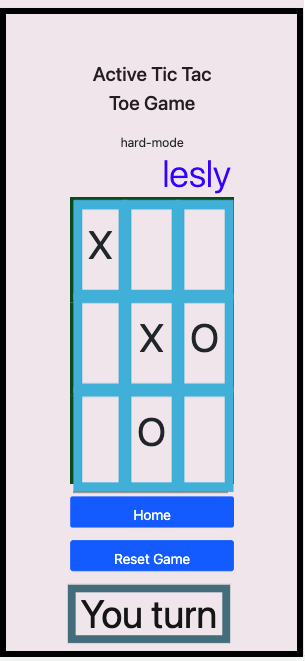 Active Tic Tac
Toe Game
hard-mode
lesly
X
X O
O
Home
Reset Game
You turn